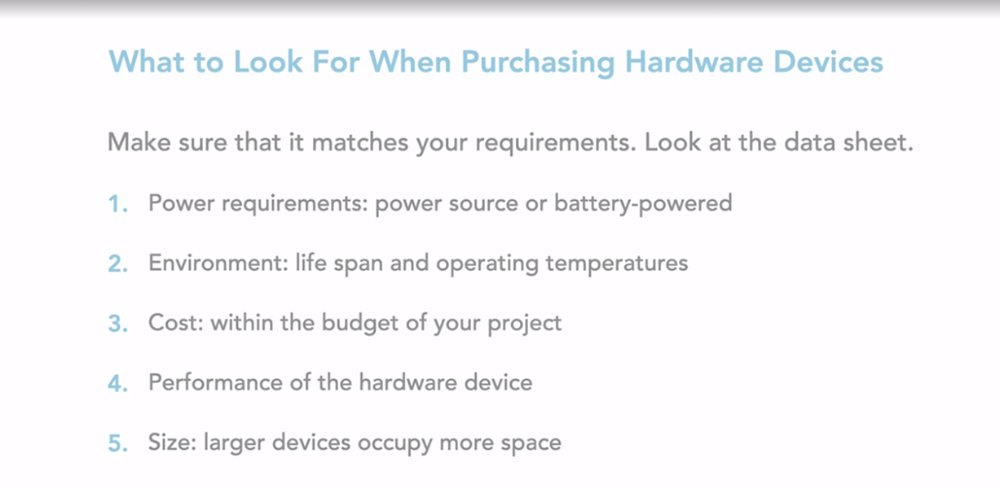 What to Look For When Purchasing Hardware Devices
Make sure that it matches your requirements. Look at the data sheet.
1. Power requirements: power source or battery-powered
2. Environment: life span and operating temperatures
3. Cost: within the budget of your project
4. Performance of the hardware device
5. Size: larger devices occupy more space